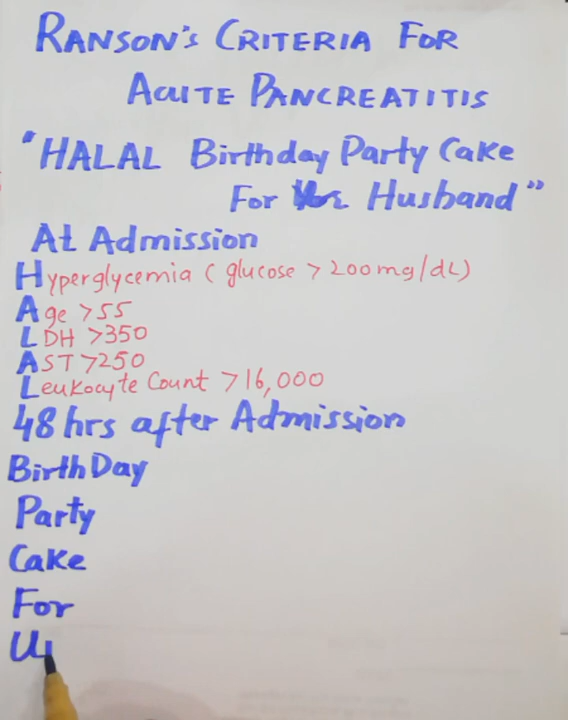 RANSON'S CRITERIA FOR
ACUTE PANCREATITIS
"HALAL Birthday Party Cake
For Husband"
At Admission
Hyperglycemia (glucose > 200mg/dL)
Age >55
LDH >350
AST >250
Leukocyte Count >16,000
48 hrs after Admission
BirthDay
Party
Cake
For